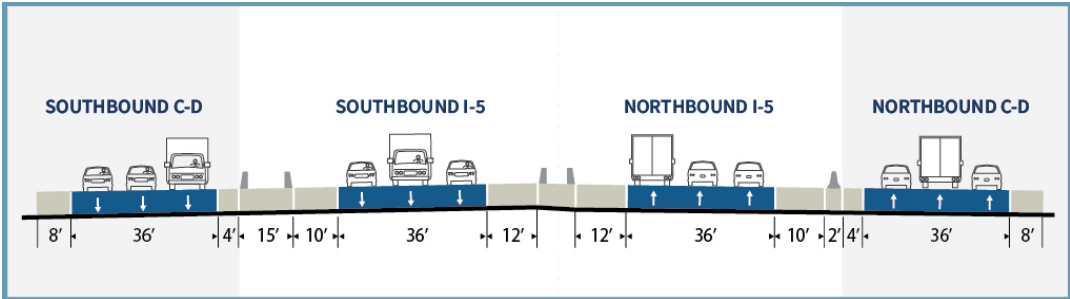 SOUTHBOUND C-D SOUTHBOUND I-5 NORTHBOUND I-5 NORTHBOUND C-D
8′ 36′ 4′ 15′ 10′ 36′ 12′ 12′ 36′ 10′ 2′ 4′ 36′ 8′